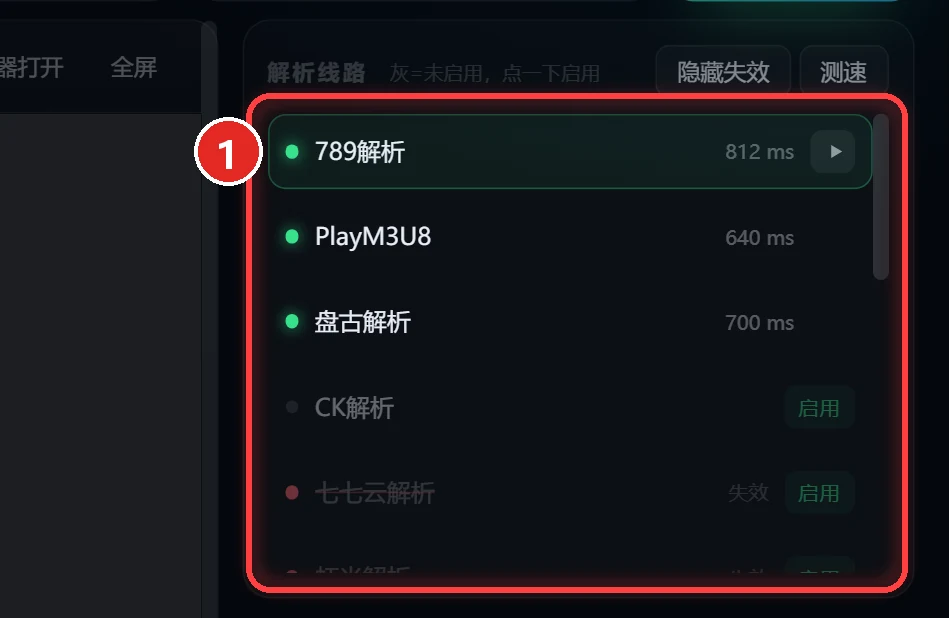 器打开 全屏
解析线路 灰=未启用，点一下启用 隐藏失效 测速
1
789解析 812 ms
PlayM3U8 640 ms
盘古解析 700 ms
CK解析 启用
七七云解析 失效 启用